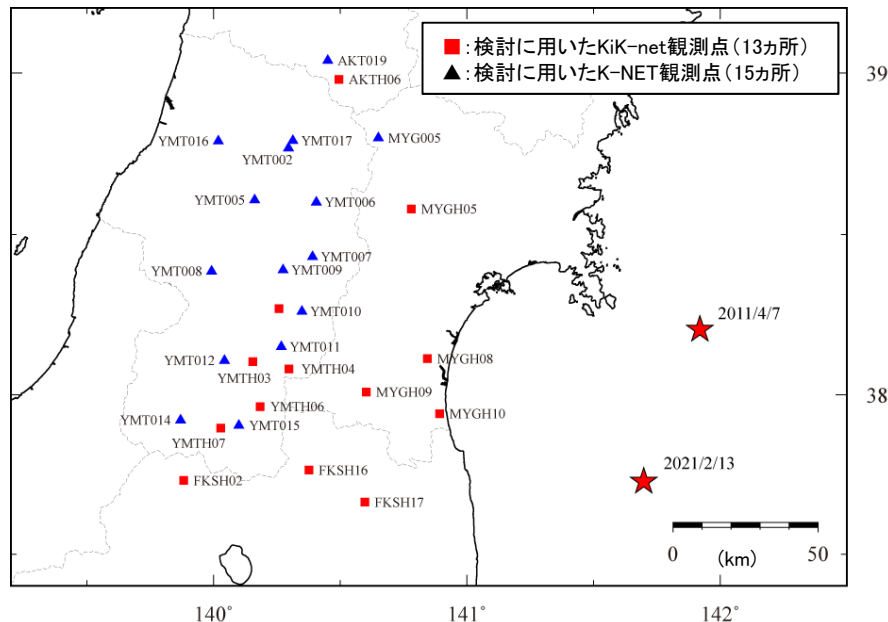 ■:検討に用いたKiK-net観測点(13ヵ所)
▲:検討に用いたK-NET観測点(15ヵ所)
AKT019
AKTH06
39
YMT016
YMT017
MYG005
YMT002
YMT005
YMT006
MYGH05
YMT007
YMT008
YMT009
YMT010
2011/4/7
YMT011
YMT012
MYGH08
YMTH03
YMTH04
MYGH09
38
YMTH06
MYGH10
YMT014
YMT015
YMTH07
2021/2/13
FKSH16
FKSH02
FKSH17
0 (km) 50
140° 141° 142°